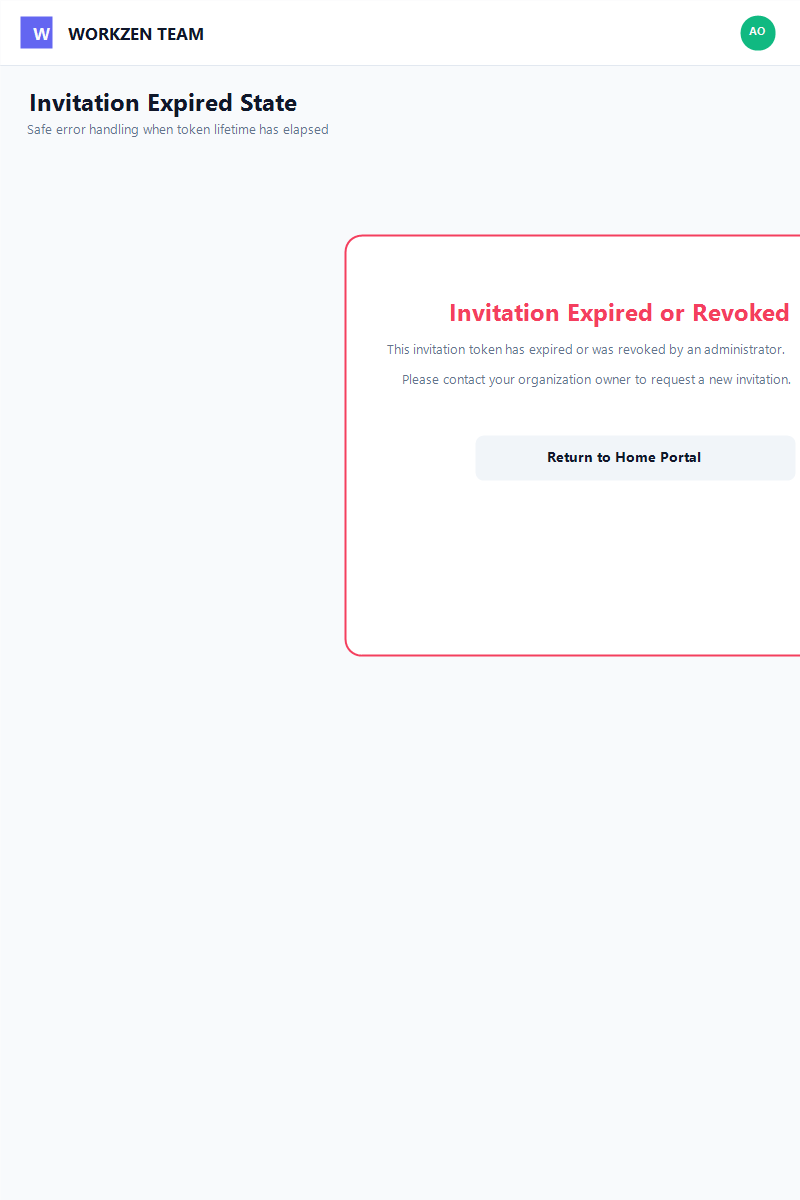 W WORKZEN TEAM AO
Invitation Expired State
Safe error handling when token lifetime has elapsed
Invitation Expired or Revoked
This invitation token has expired or was revoked by an administrator.
Please contact your organization owner to request a new invitation.
Return to Home Portal